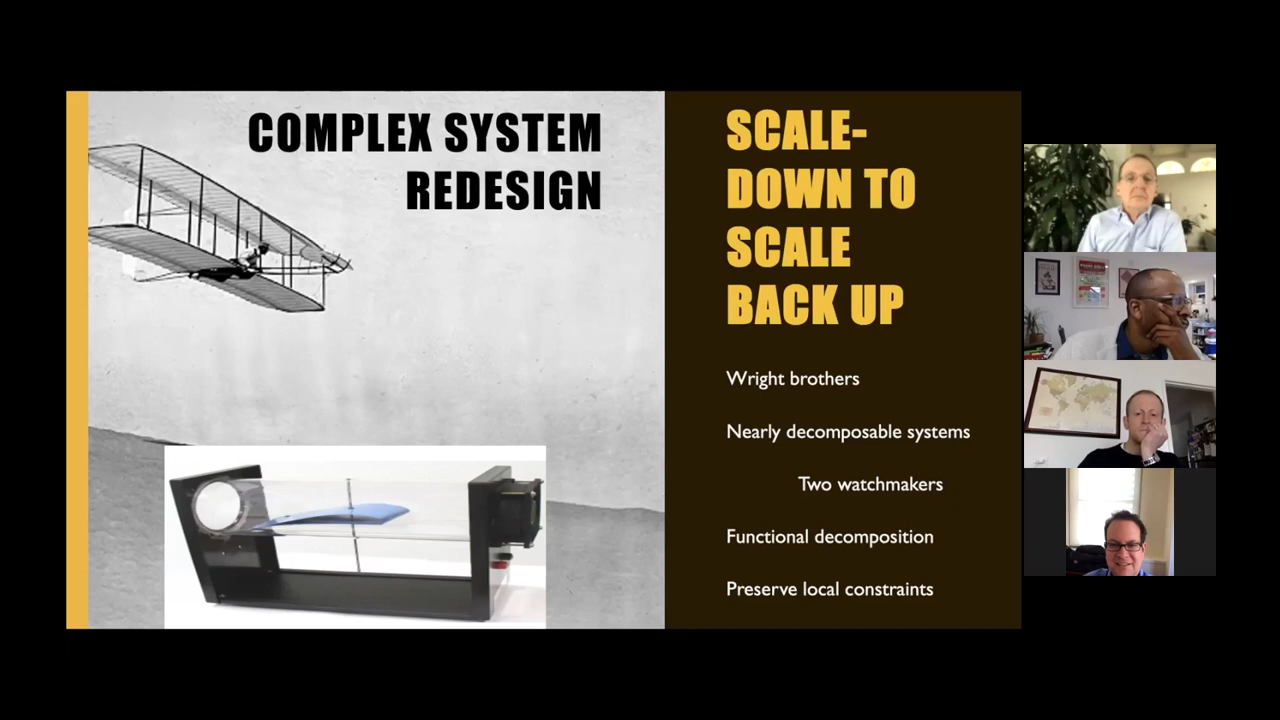 COMPLEX SYSTEM
REDESIGN
SCALE-
DOWN TO
SCALE
BACK UP
Wright brothers
Nearly decomposable systems
Two watchmakers
Functional decomposition
Preserve local constraints